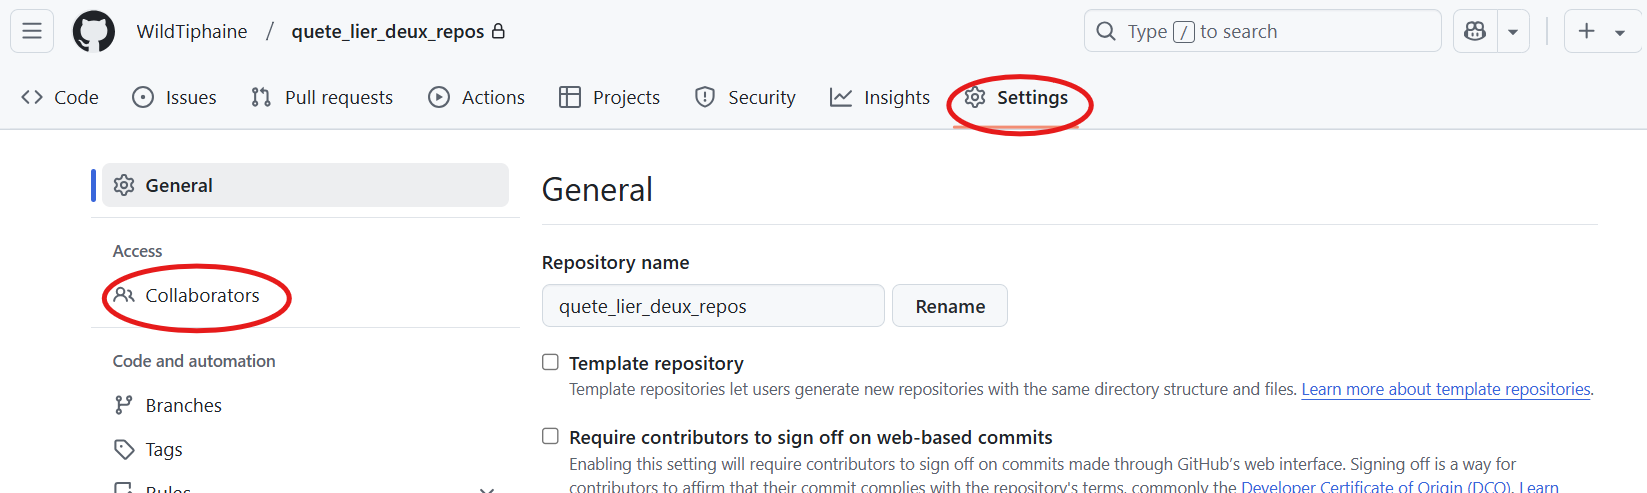 WildTiphaine / quete_lier_deux_repos
Type / to search
Code Issues Pull requests Actions Projects Security Insights Settings
General
Access
Collaborators
Code and automation
Branches
Tags
Rules
General
Repository name
quete_lier_deux_repos Rename
Template repository
Template repositories let users generate new repositories with the same directory structure and files. Learn more about template repositories.
Require contributors to sign off on web-based commits
Enabling this setting will require contributors to sign off on commits made through GitHub's web interface. Signing off is a way for
contributors to affirm that their commit complies with the repository's terms, commonly the Developer Certificate of Origin (DCO). Learn